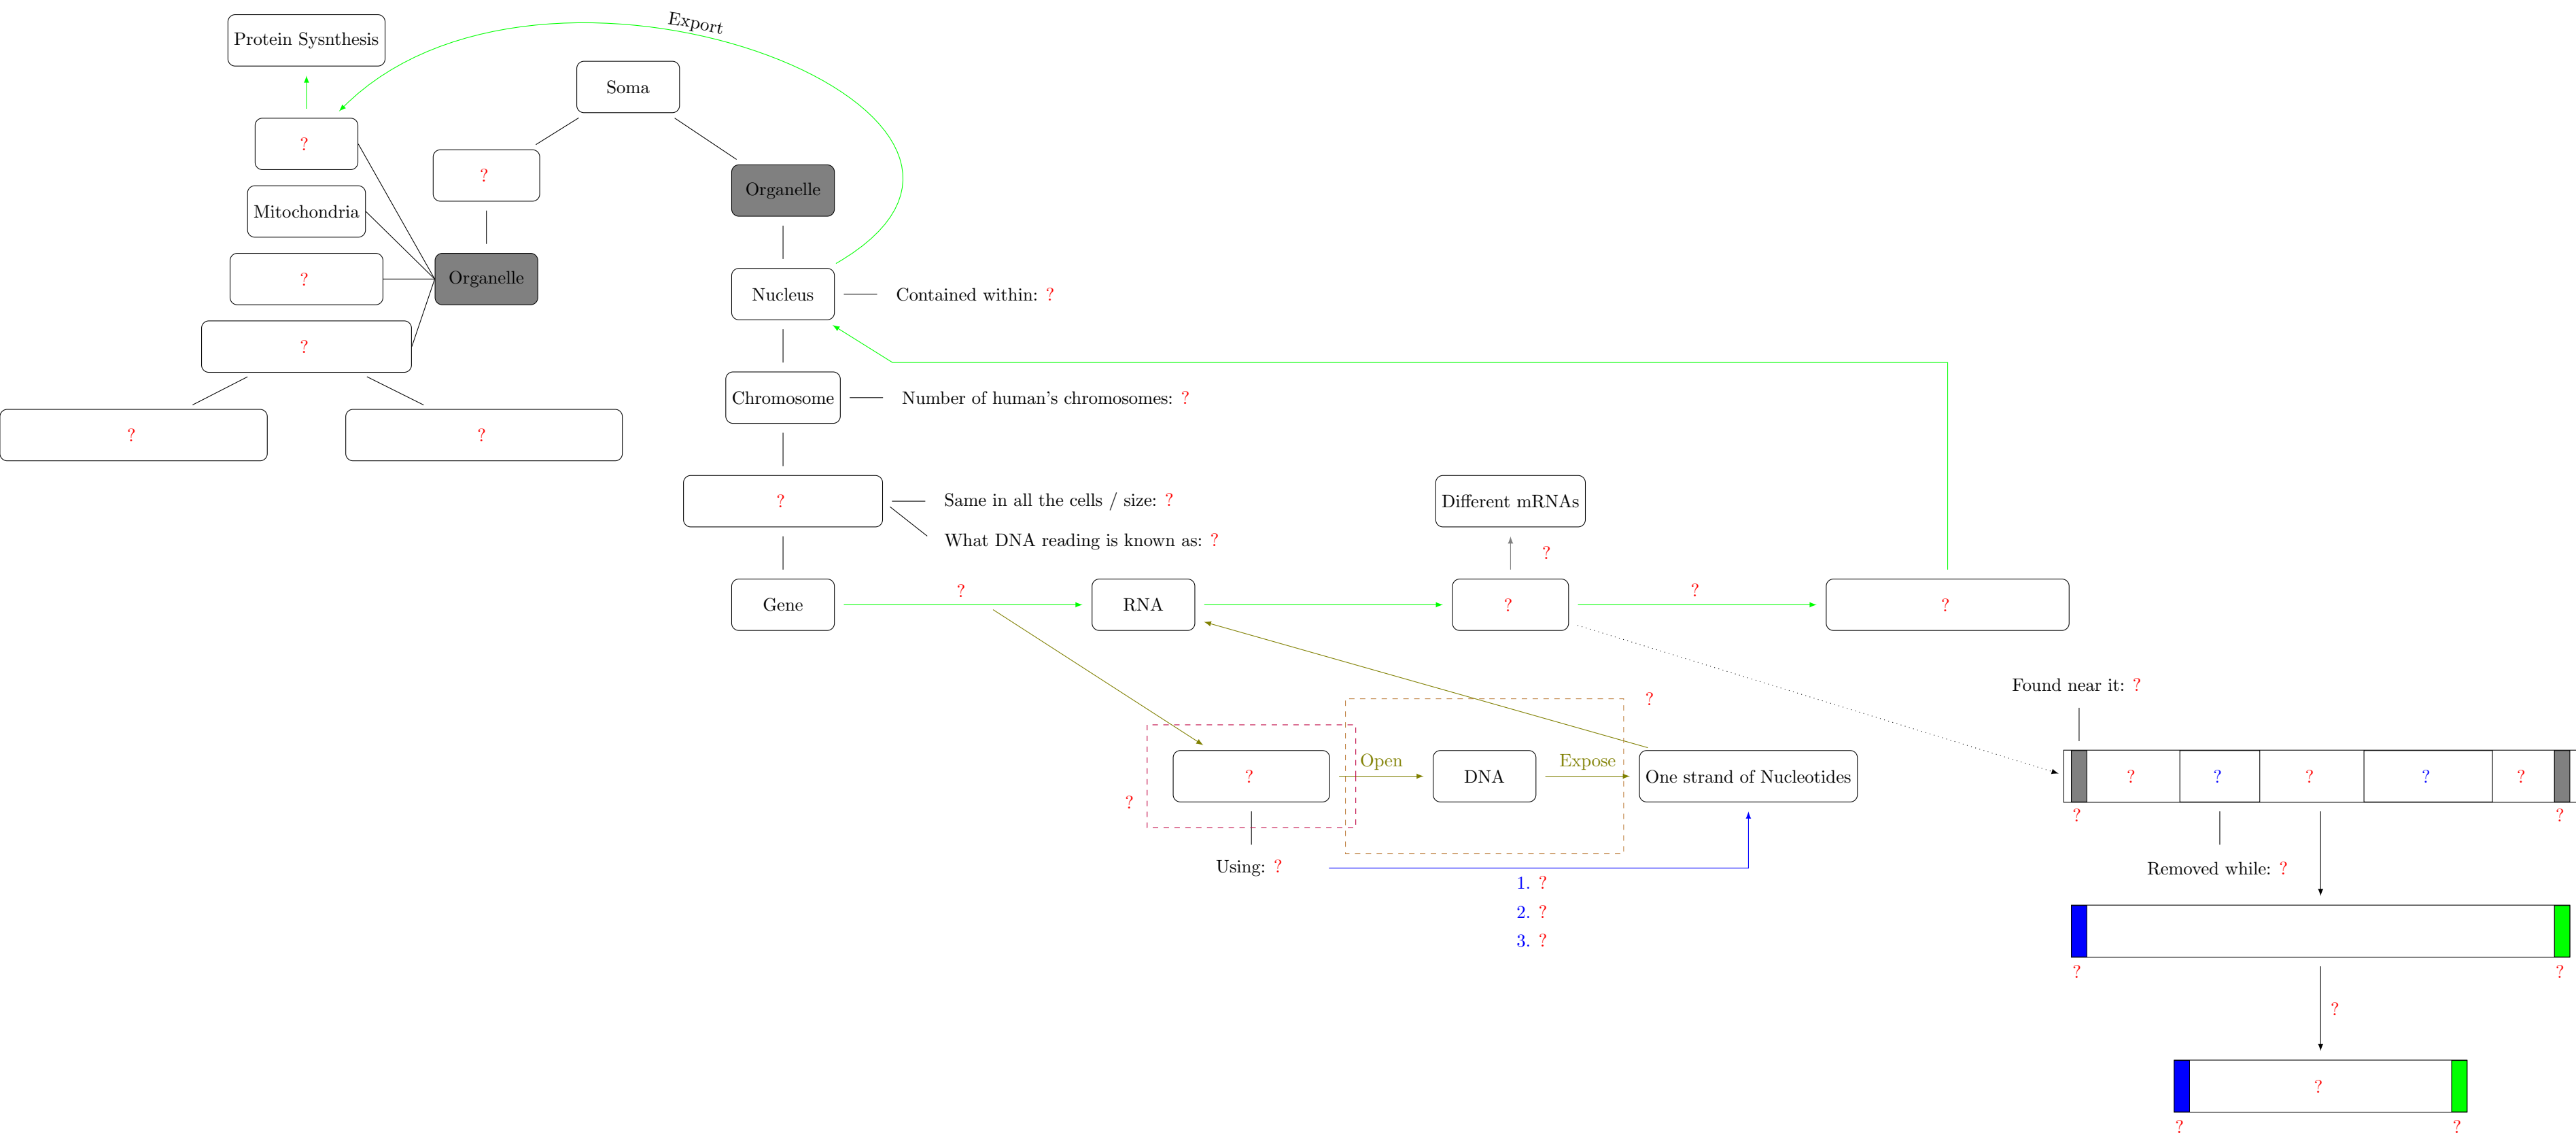 Export
Protein Sysnthesis
Soma
?
?
Organelle
Mitochondria
?
Organelle
Nucleus
Contained within: ?
?
Chromosome
Number of human's chromosomes: ?
?
?
?
Same in all the cells / size: ?
Different mRNAs
What DNA reading is known as: ?
?
Gene
?
RNA
?
?
?
Found near it: ?
?
?
Open
DNA
Expose
One strand of Nucleotides
?
?
?
?
?
?
?
?
Using: ?
Removed while: ?
1. ?
2. ?
3. ?
?
?
?
?
?
?